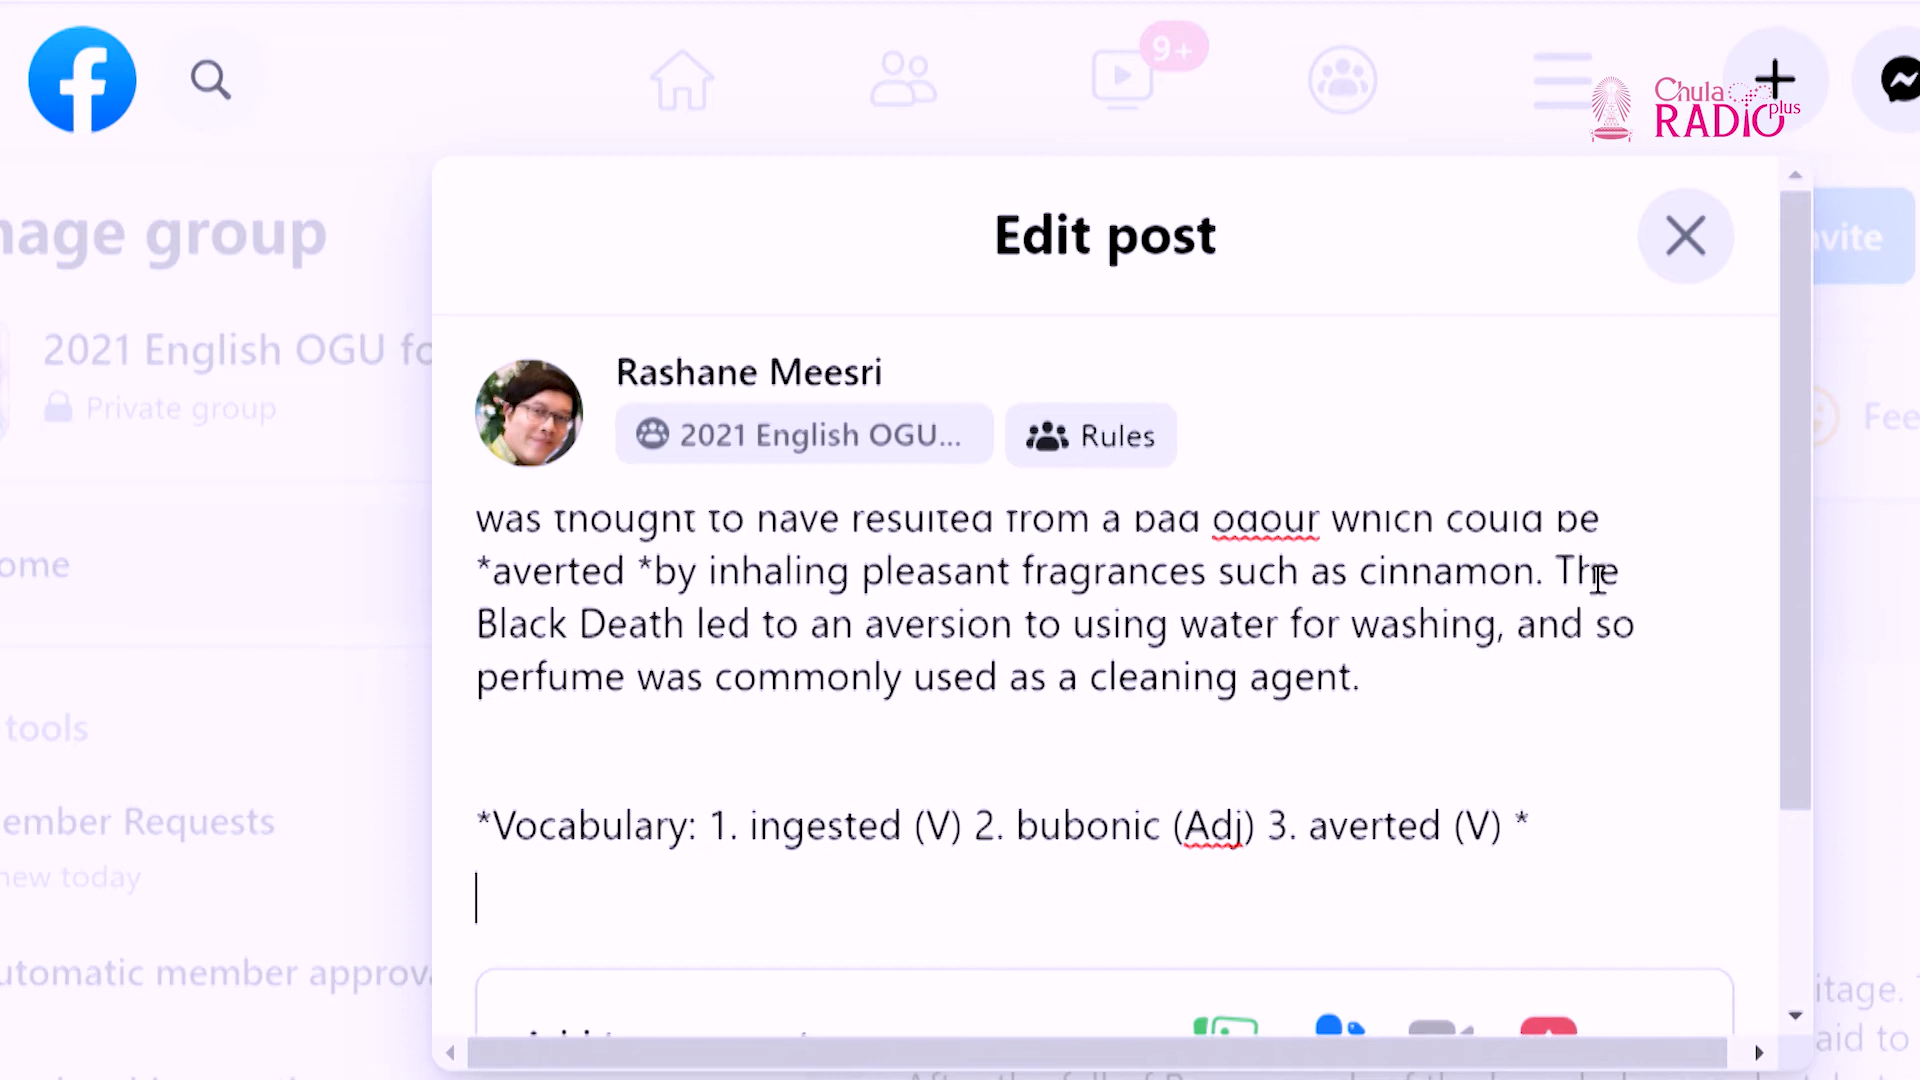 9+
Chula
RADIO plus
Edit post
nage group
nvite
2021 English OGU fo
Private group
Rashane Meesri
2021 English OGU...
Rules
Fee
was thought to have resulted from a bad odour which could be
*averted *by inhaling pleasant fragrances such as cinnamon. The
ome
Black Death led to an aversion to using water for washing, and so
perfume was commonly used as a cleaning agent.
tools
*Vocabulary: 1. ingested (V) 2. bubonic (Adj) 3. averted (V) *
ember Requests
new today
utomatic member approva
itage.
aid to